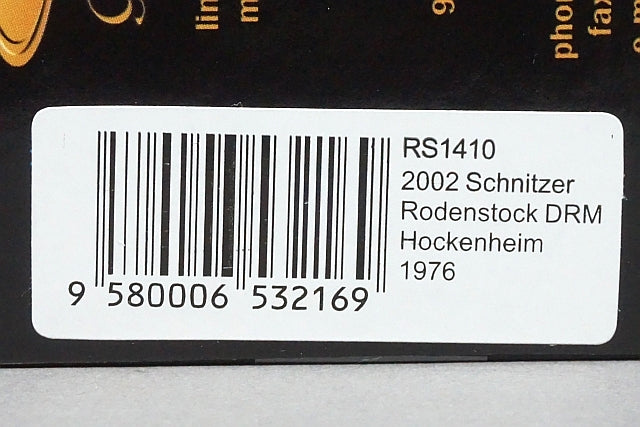 RS1410
2002 Schnitzer
Rodenstock DRM
Hockenheim
1976
9 580006 532169